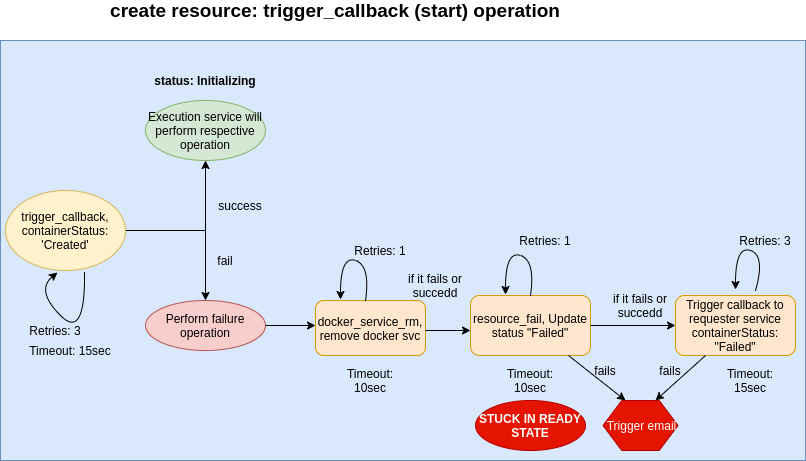 create resource: trigger_callback (start) operation
status: Initializing
Execution service will
perform respective
operation
success
trigger_callback,
containerStatus:
'Created'
fail
Retries: 3
Timeout: 15sec
Perform failure
operation
Retries: 1
docker_service_rm,
remove docker svc
Timeout:
10sec
if it fails or
succedd
Retries: 1
resource_fail, Update
status "Failed"
Timeout:
10sec
if it fails or
succedd
Retries: 3
Trigger callback to
requester service
containerStatus:
"Failed"
Timeout:
15sec
fails
fails
STUCK IN READY
STATE
Trigger email